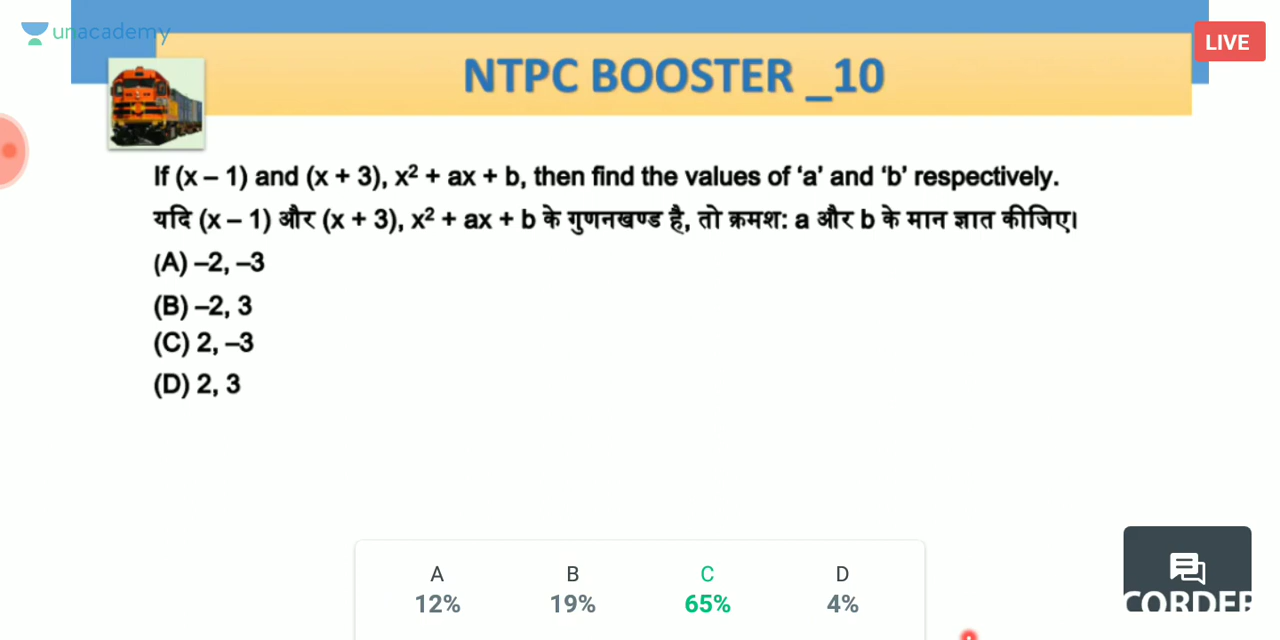 unacademy
LIVE
NTPC BOOSTER _10
If (x – 1) and (x + 3), x² + ax + b, then find the values of ‘a’ and ‘b’ respectively.
यदि (x – 1) और (x + 3), x² + ax + b के गुणनखण्ड है, तो क्रमश: a और b के मान ज्ञात कीजिए।
(A) –2, –3
(B) –2, 3
(C) 2, –3
(D) 2, 3
A B C D
12% 19% 65% 4%
CORDER